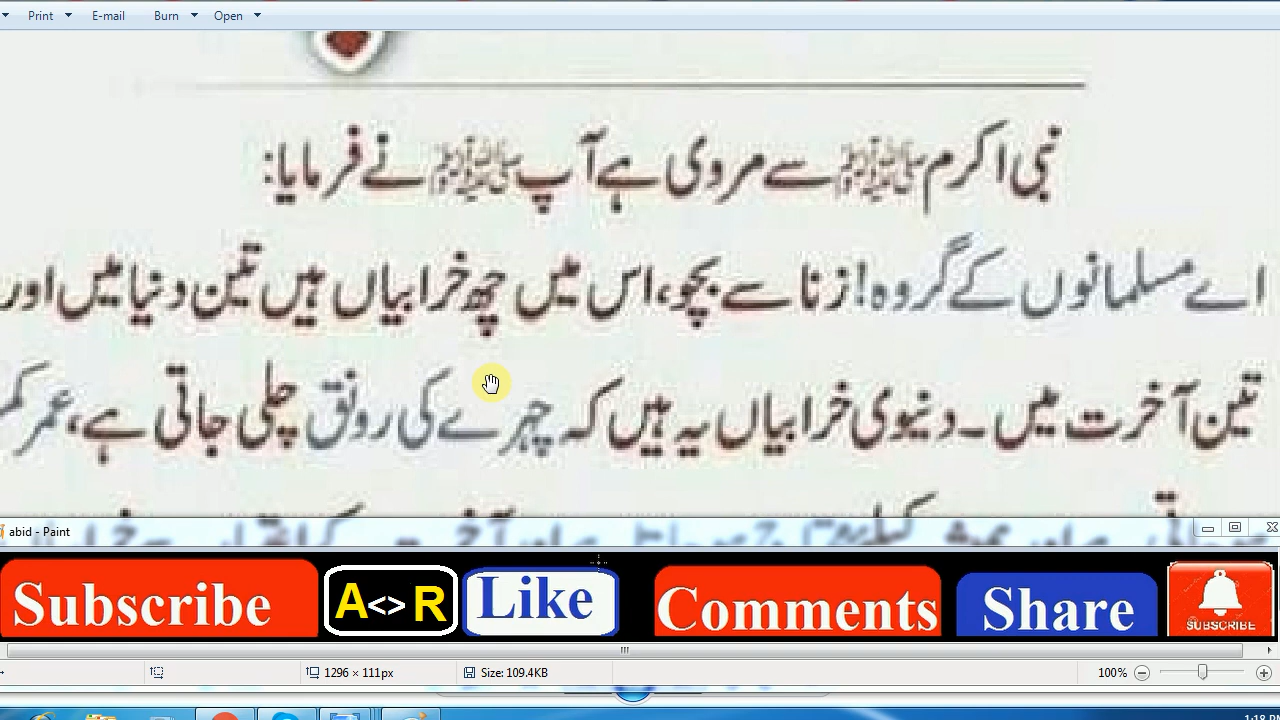 Print E-mail Burn Open
نبی اکرم ﷺ سے مروی ہے آپ ﷺ نے فرمایا:
اے مسلمانوں کے گروہ! زنا سے بچو، اس میں چھ خرابیاں ہیں تین دنیا میں اور
تین آخرت میں۔ دنیوی خرابیاں یہ ہیں کہ چہرے کی رونق چلی جاتی ہے، عمر کم
abid - Paint
Subscribe A<>R Like Comments Share SUBSCRIBE
1296 × 111px Size: 109.4KB 100%